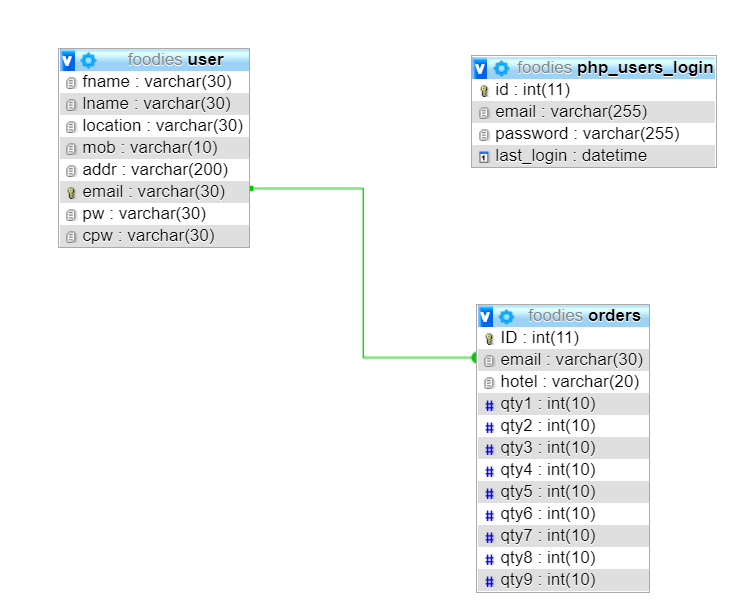 foodies user
fname : varchar(30)
lname : varchar(30)
location : varchar(30)
mob : varchar(10)
addr : varchar(200)
email : varchar(30)
pw : varchar(30)
cpw : varchar(30)
foodies php_users_login
id : int(11)
email : varchar(255)
password : varchar(255)
last_login : datetime
foodies orders
ID : int(11)
email : varchar(30)
hotel : varchar(20)
# qty1 : int(10)
# qty2 : int(10)
# qty3 : int(10)
# qty4 : int(10)
# qty5 : int(10)
# qty6 : int(10)
# qty7 : int(10)
# qty8 : int(10)
# qty9 : int(10)